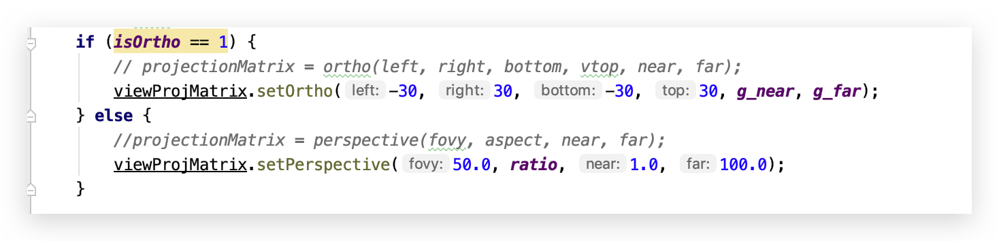 if (isOrtho == 1) {
// projectionMatrix = ortho(left, right, bottom, vtop, near, far);
viewProjMatrix.setOrtho( left: -30, right: 30, bottom: -30, top: 30, g_near, g_far);
} else {
//projectionMatrix = perspective(fovy, aspect, near, far);
viewProjMatrix.setPerspective( fovy: 50.0, ratio, near: 1.0, far: 100.0);
}